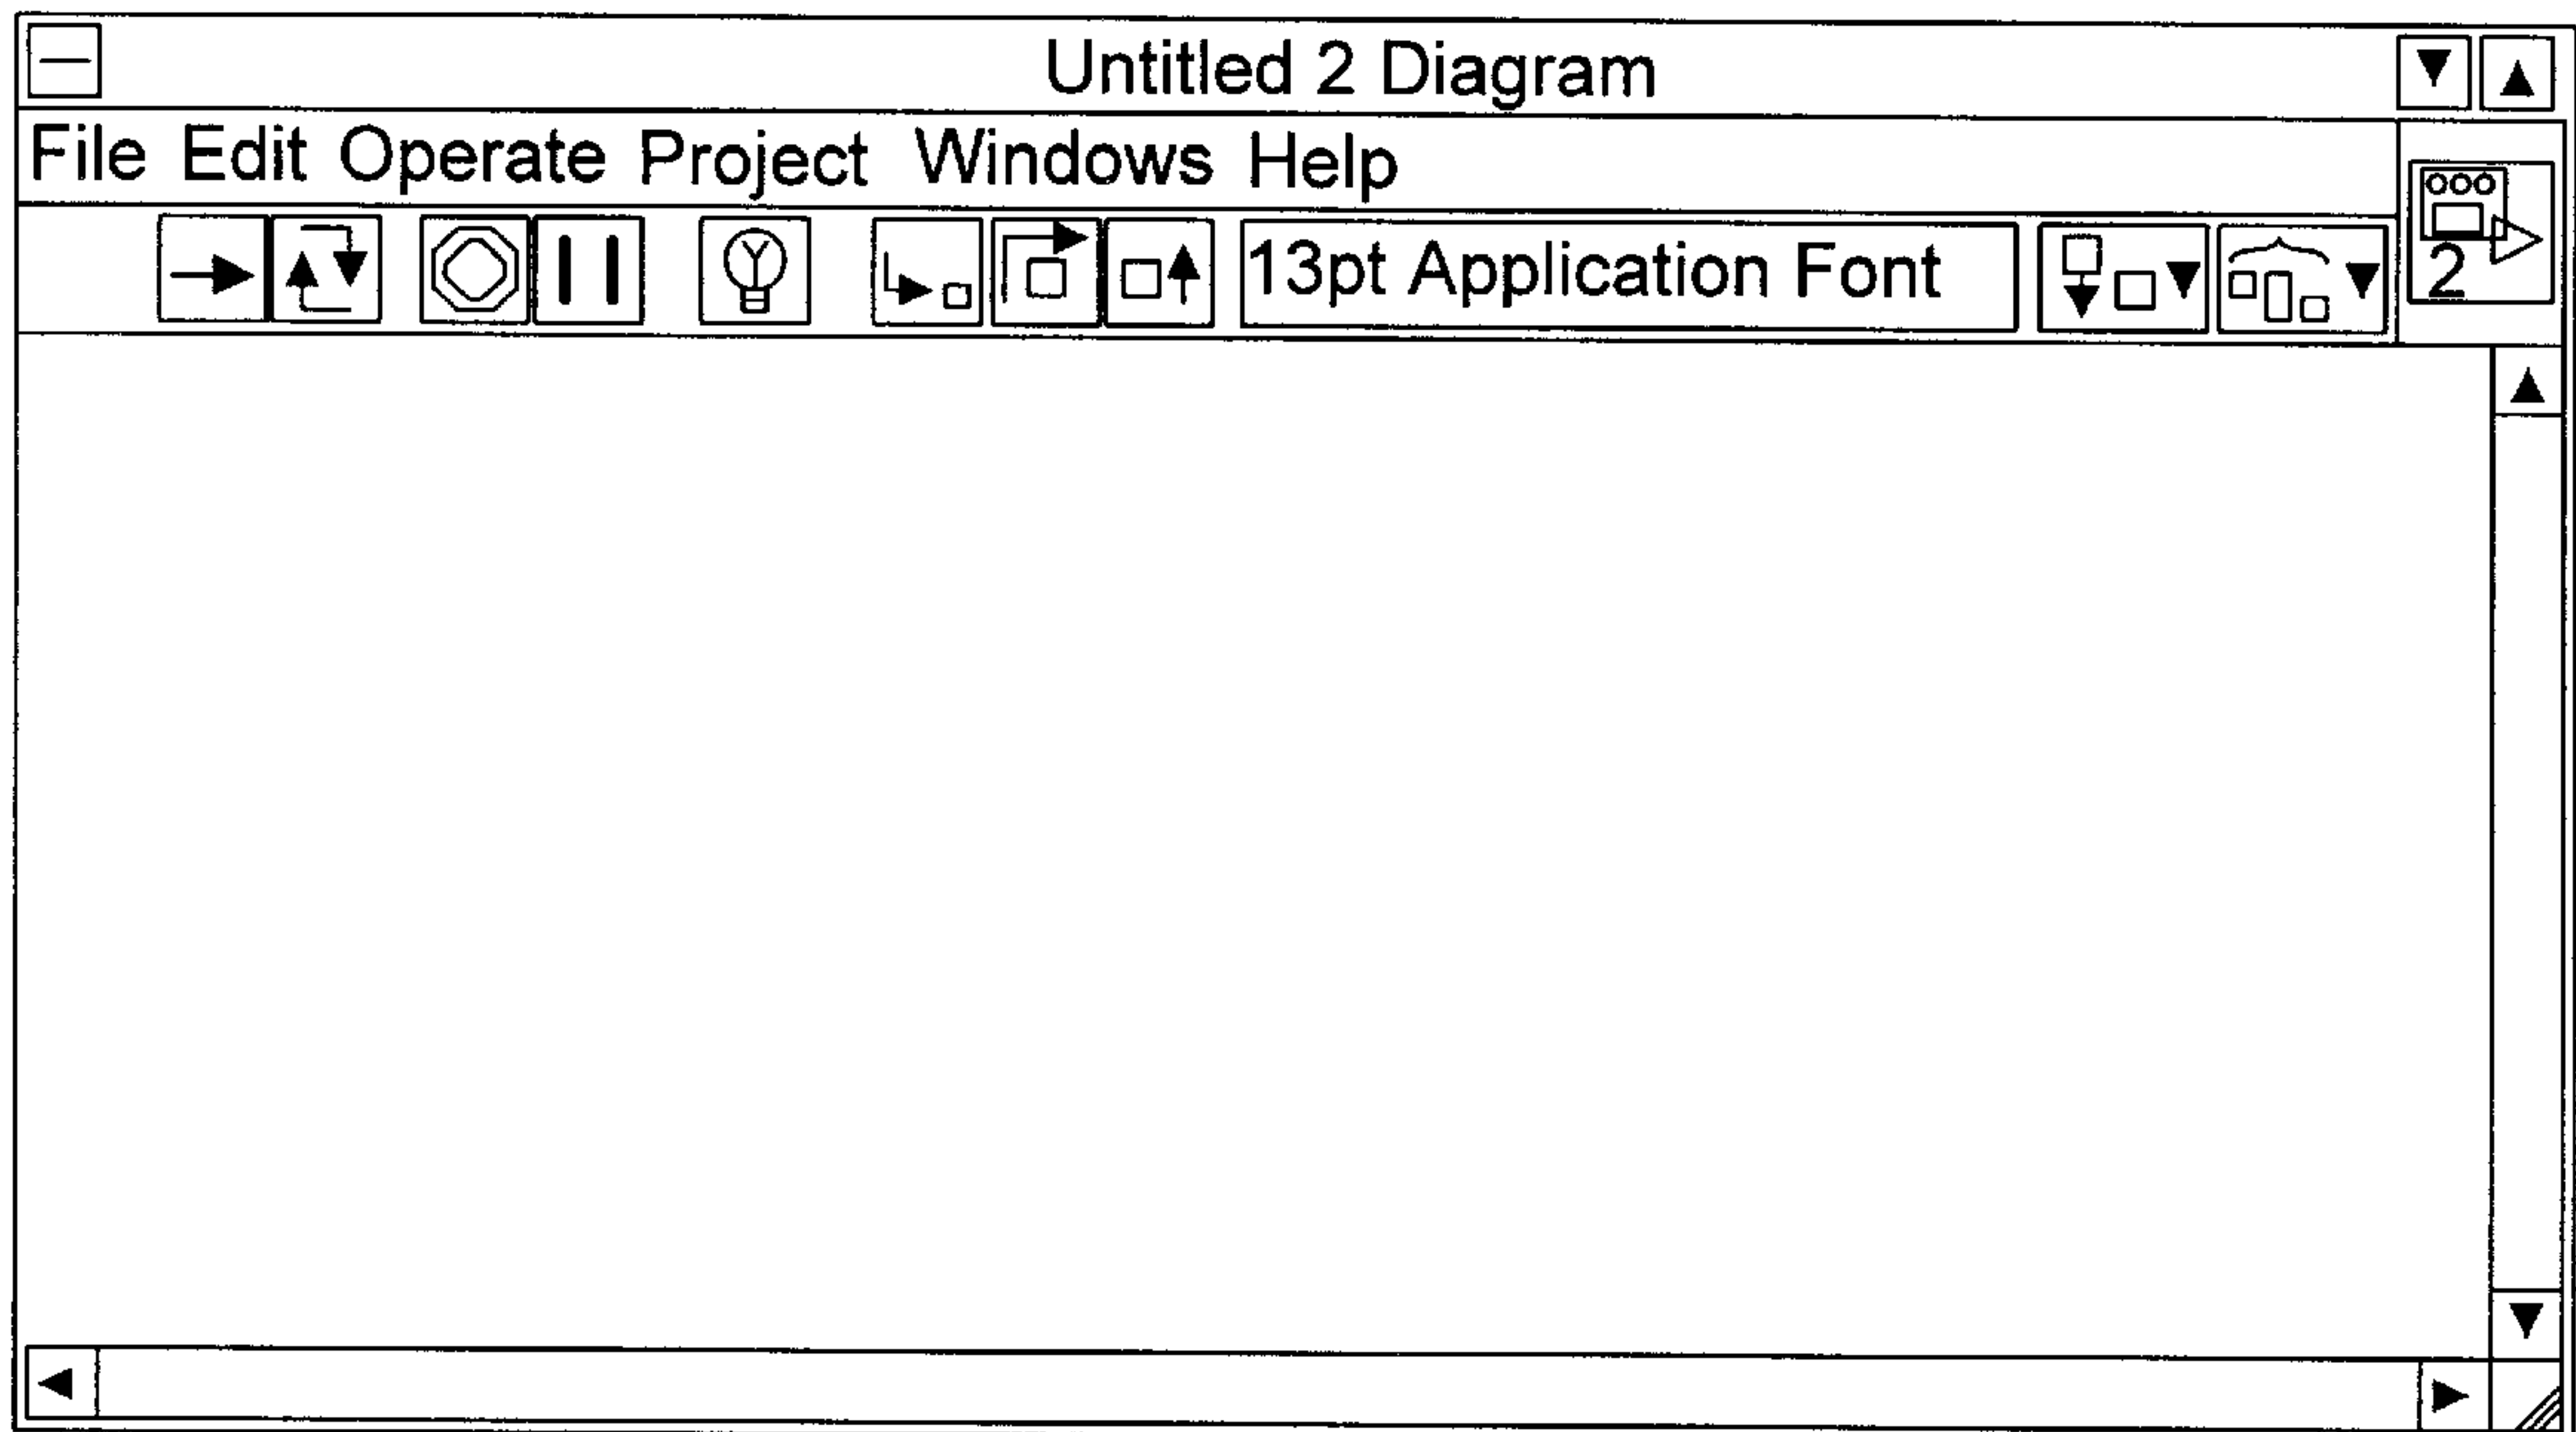 Untitled 2 Diagram
File Edit Operate Project Windows Help
13pt Application Font
2